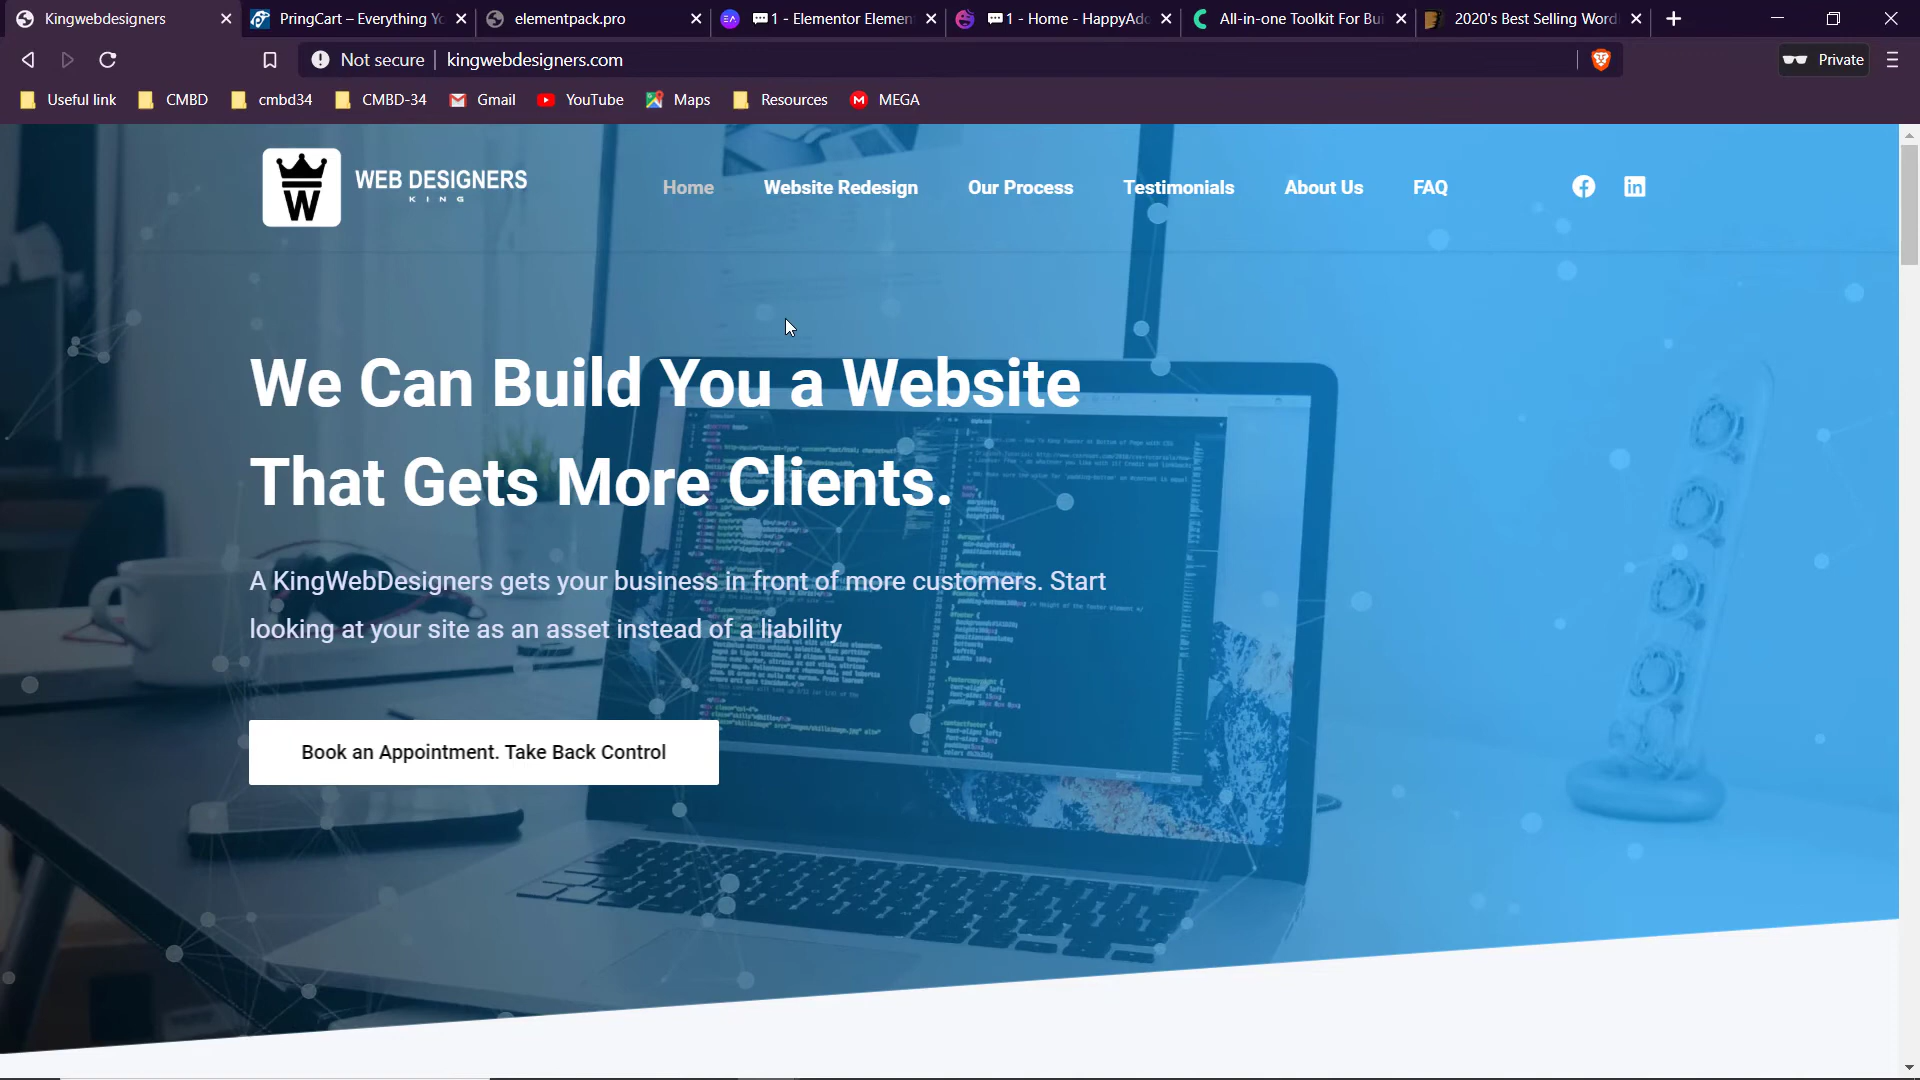 Kingwebdesigners
PringCart – Everything Yo
elementpack.pro
1 - Elementor Elemen
1 - Home - HappyAdd
All-in-one Toolkit For Bui
2020's Best Selling Word
Not secure
kingwebdesigners.com
Private
Useful link
CMBD
cmbd34
CMBD-34
Gmail
YouTube
Maps
Resources
MEGA
WEB DESIGNERS
KING
Home
Website Redesign
Our Process
Testimonials
About Us
FAQ
We Can Build You a Website
That Gets More Clients.
A KingWebDesigners gets your business in front of more customers. Start
looking at your site as an asset instead of a liability
Book an Appointment. Take Back Control